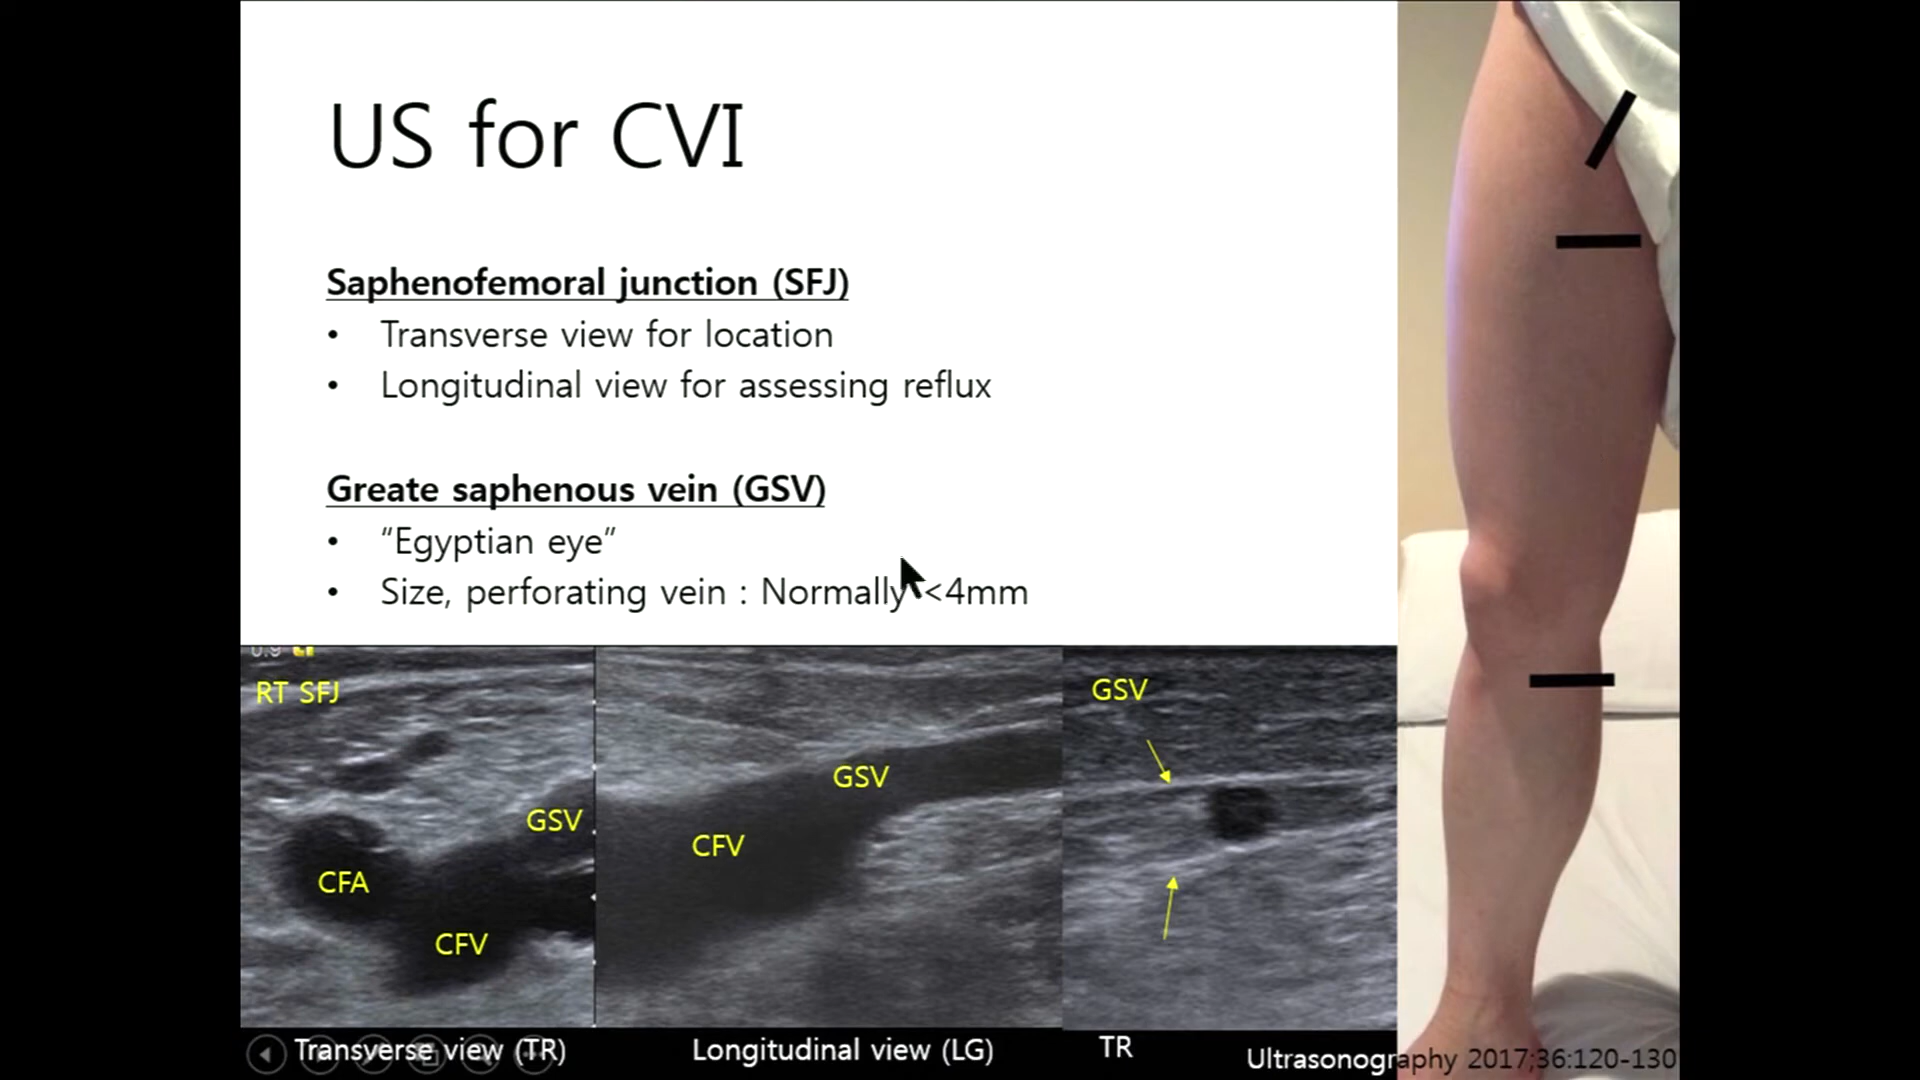 US for CVI
Saphenofemoral junction (SFJ)
• Transverse view for location
• Longitudinal view for assessing reflux
Greate saphenous vein (GSV)
• “Egyptian eye”
• Size, perforating vein : Normally <4mm
RT SFJ
CFA
GSV
CFV
GSV
CFV
GSV
Transverse view (TR)
Longitudinal view (LG)
TR
Ultrasonography 2017;36:120-130